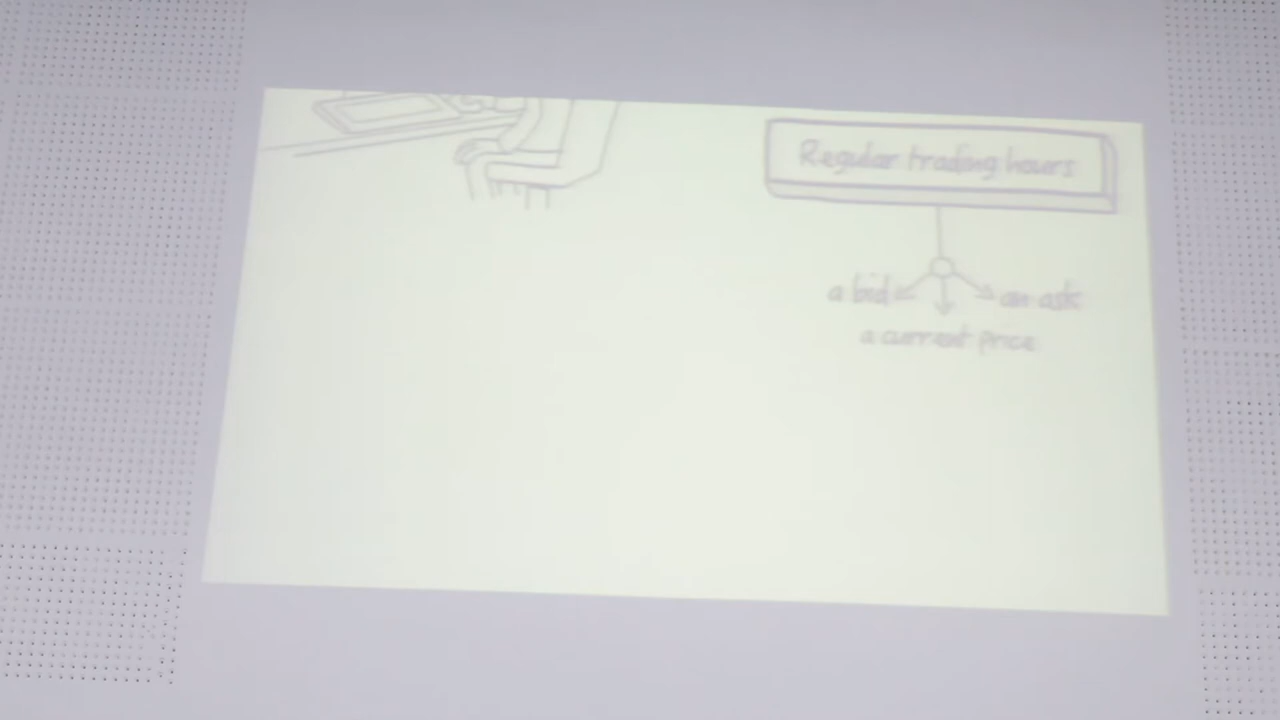 Regular trading hours
a bid
an ask
a current price